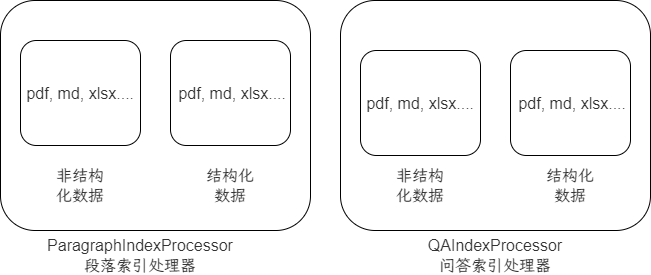 pdf, md, xlsx....
pdf, md, xlsx....
非结构
化数据
结构化
数据
ParagraphIndexProcessor
段落索引处理器
pdf, md, xlsx....
pdf, md, xlsx....
非结构
化数据
结构化
数据
QAIndexProcessor
问答索引处理器